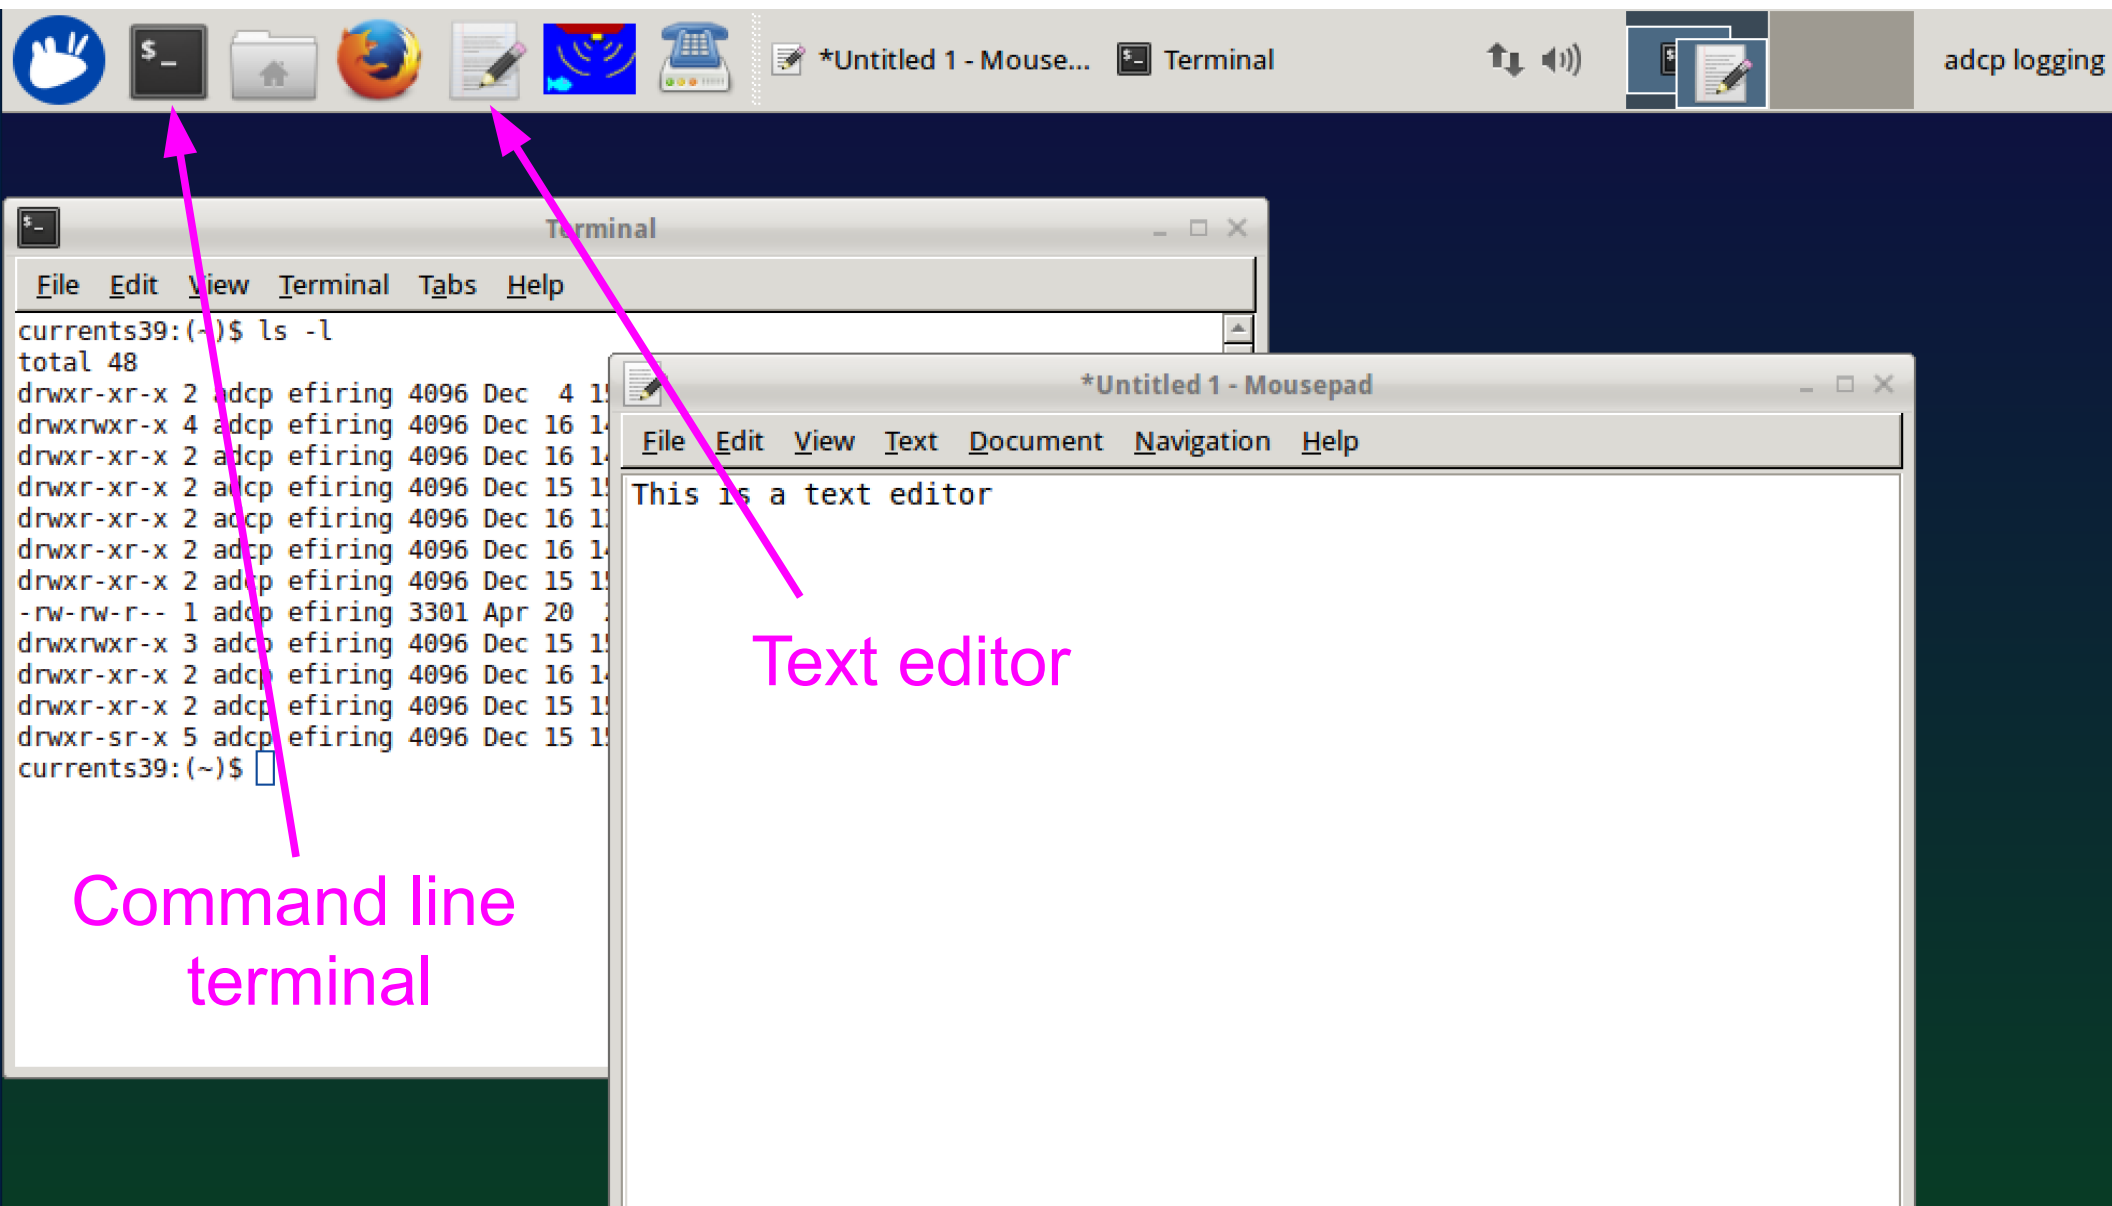 *Untitled 1 - Mouse...
Terminal
adcp logging
Terminal
File Edit View Terminal Tabs Help
currents39:(~)$ ls -l
total 48
drwxr-xr-x 2 adcp efiring 4096 Dec 4
drwxrwxr-x 4 adcp efiring 4096 Dec 16
drwxr-xr-x 2 adcp efiring 4096 Dec 16
drwxr-xr-x 2 adcp efiring 4096 Dec 15
drwxr-xr-x 2 adcp efiring 4096 Dec 16
drwxr-xr-x 2 adcp efiring 4096 Dec 16
drwxr-xr-x 2 adcp efiring 4096 Dec 15
-rw-rw-r-- 1 adcp efiring 3301 Apr 20
drwxrwxr-x 3 adcp efiring 4096 Dec 15
drwxr-xr-x 2 adcp efiring 4096 Dec 16
drwxr-xr-x 2 adcp efiring 4096 Dec 15
drwxr-sr-x 5 adcp efiring 4096 Dec 15
currents39:(~)$
*Untitled 1 - Mousepad
File Edit View Text Document Navigation Help
This is a text editor
Text editor
Command line
terminal